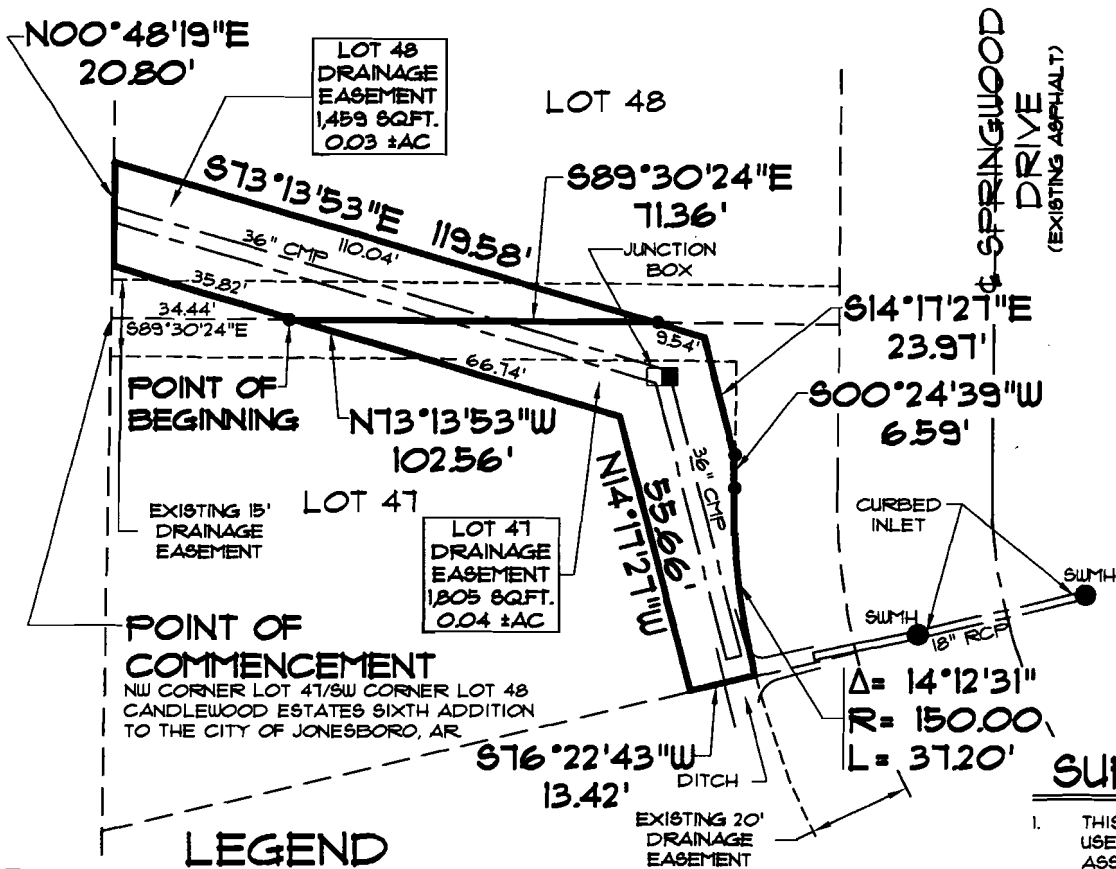 N00°48'19"E
20.80'
LOT 48
DRAINAGE
EASEMENT
1,459 SQ.FT.
0.03 ±AC
LOT 48
℄ SPRINGWOOD
DRIVE
(EXISTING ASPHALT)
S73°13'53"E 119.58'
S89°30'24"E
71.36'
36" CMP
110.04'
JUNCTION
BOX
35.82'
34.44'
S89°30'24"E
9.54'
S14°17'27"E
23.97'
POINT OF
BEGINNING
66.74'
N73°13'53"W
102.56'
S00°24'39"W
6.59'
LOT 47
EXISTING 15'
DRAINAGE
EASEMENT
N14°17'27"W
55.66'
36" CMP
LOT 47
DRAINAGE
EASEMENT
1,805 SQ.FT.
0.04 ±AC
CURBED
INLET
SWMH
SWMH
18" RCP
POINT OF
COMMENCEMENT
NW CORNER LOT 47/SW CORNER LOT 48
CANDLEWOOD ESTATES SIXTH ADDITION
TO THE CITY OF JONESBORO, AR
Δ= 14°12'31"
R= 150.00
L= 37.20'
S76°22'43"W
13.42'
DITCH
EXISTING 20'
DRAINAGE
EASEMENT
LEGEND
SU
1. THIS
USE
ASS